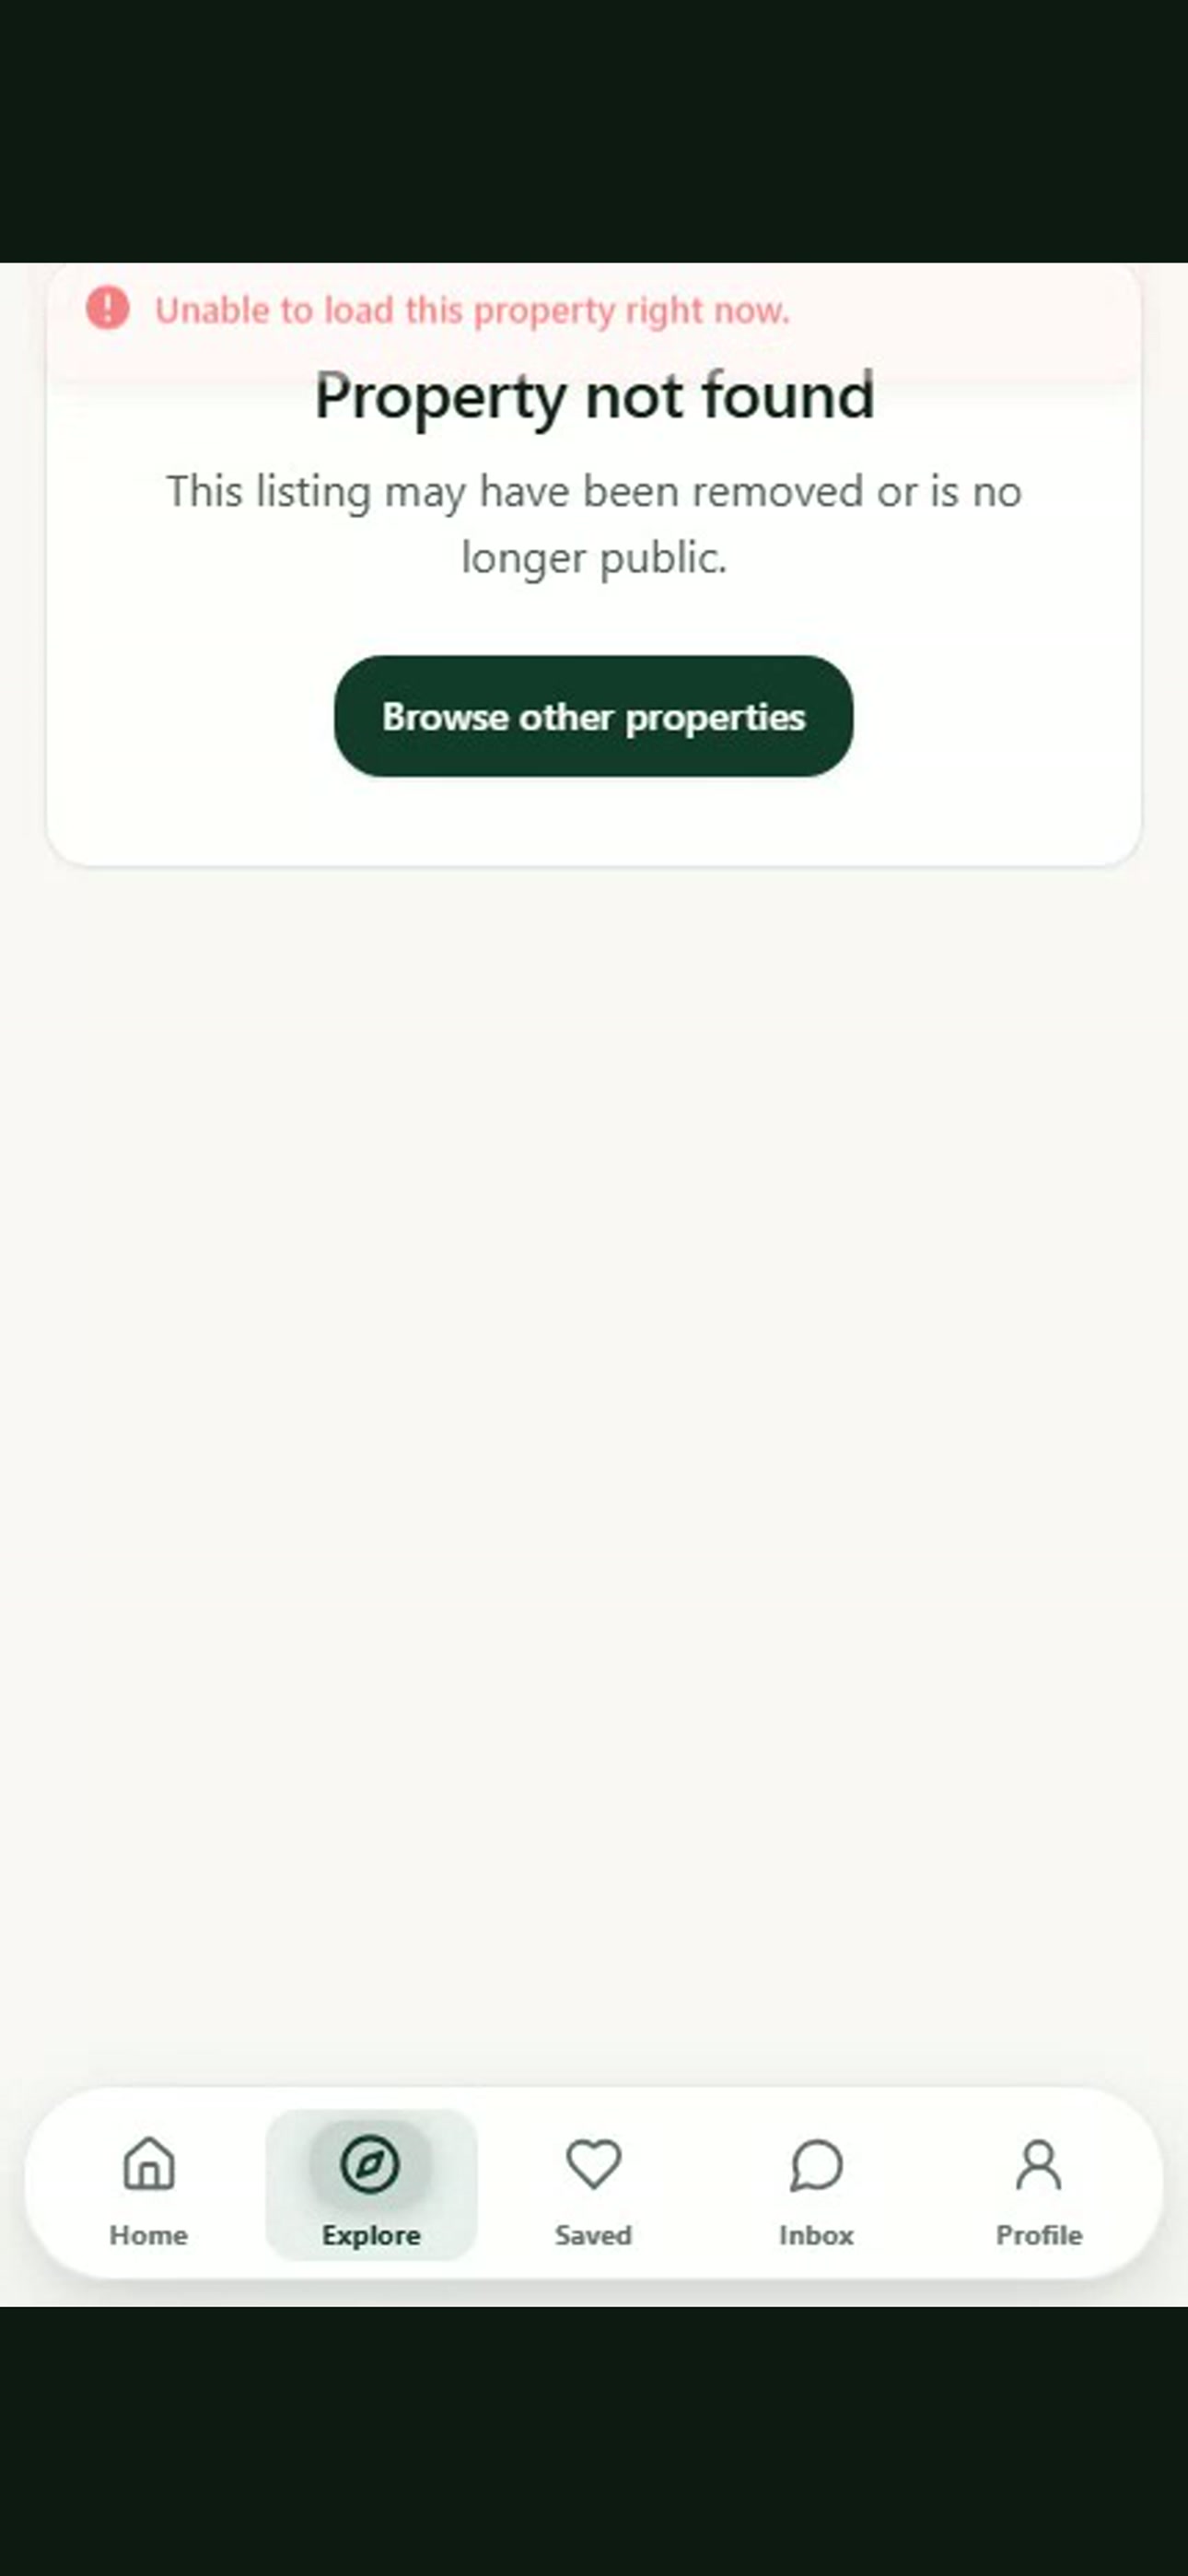 Unable to load this property right now.
Property not found
This listing may have been removed or is no
longer public.
Browse other properties
Home
Explore
Saved
Inbox
Profile